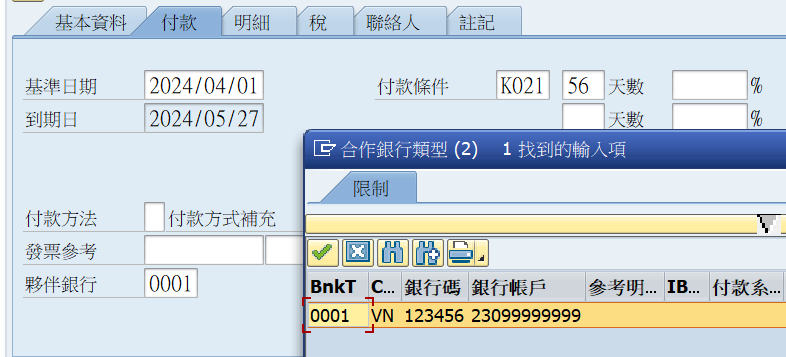 基本資料 付款 明細 稅 聯絡人 註記
基準日期 2024/04/01 付款條件 K021 56 天數 %
到期日 2024/05/27 天數 %
合作銀行類型 (2) 1 找到的輸入項
限制
付款方法 付款方式補充
發票參考
夥伴銀行 0001
BnkT C... 銀行碼 銀行帳戶 參考明... IB... 付款系...
0001 VN 123456 23099999999